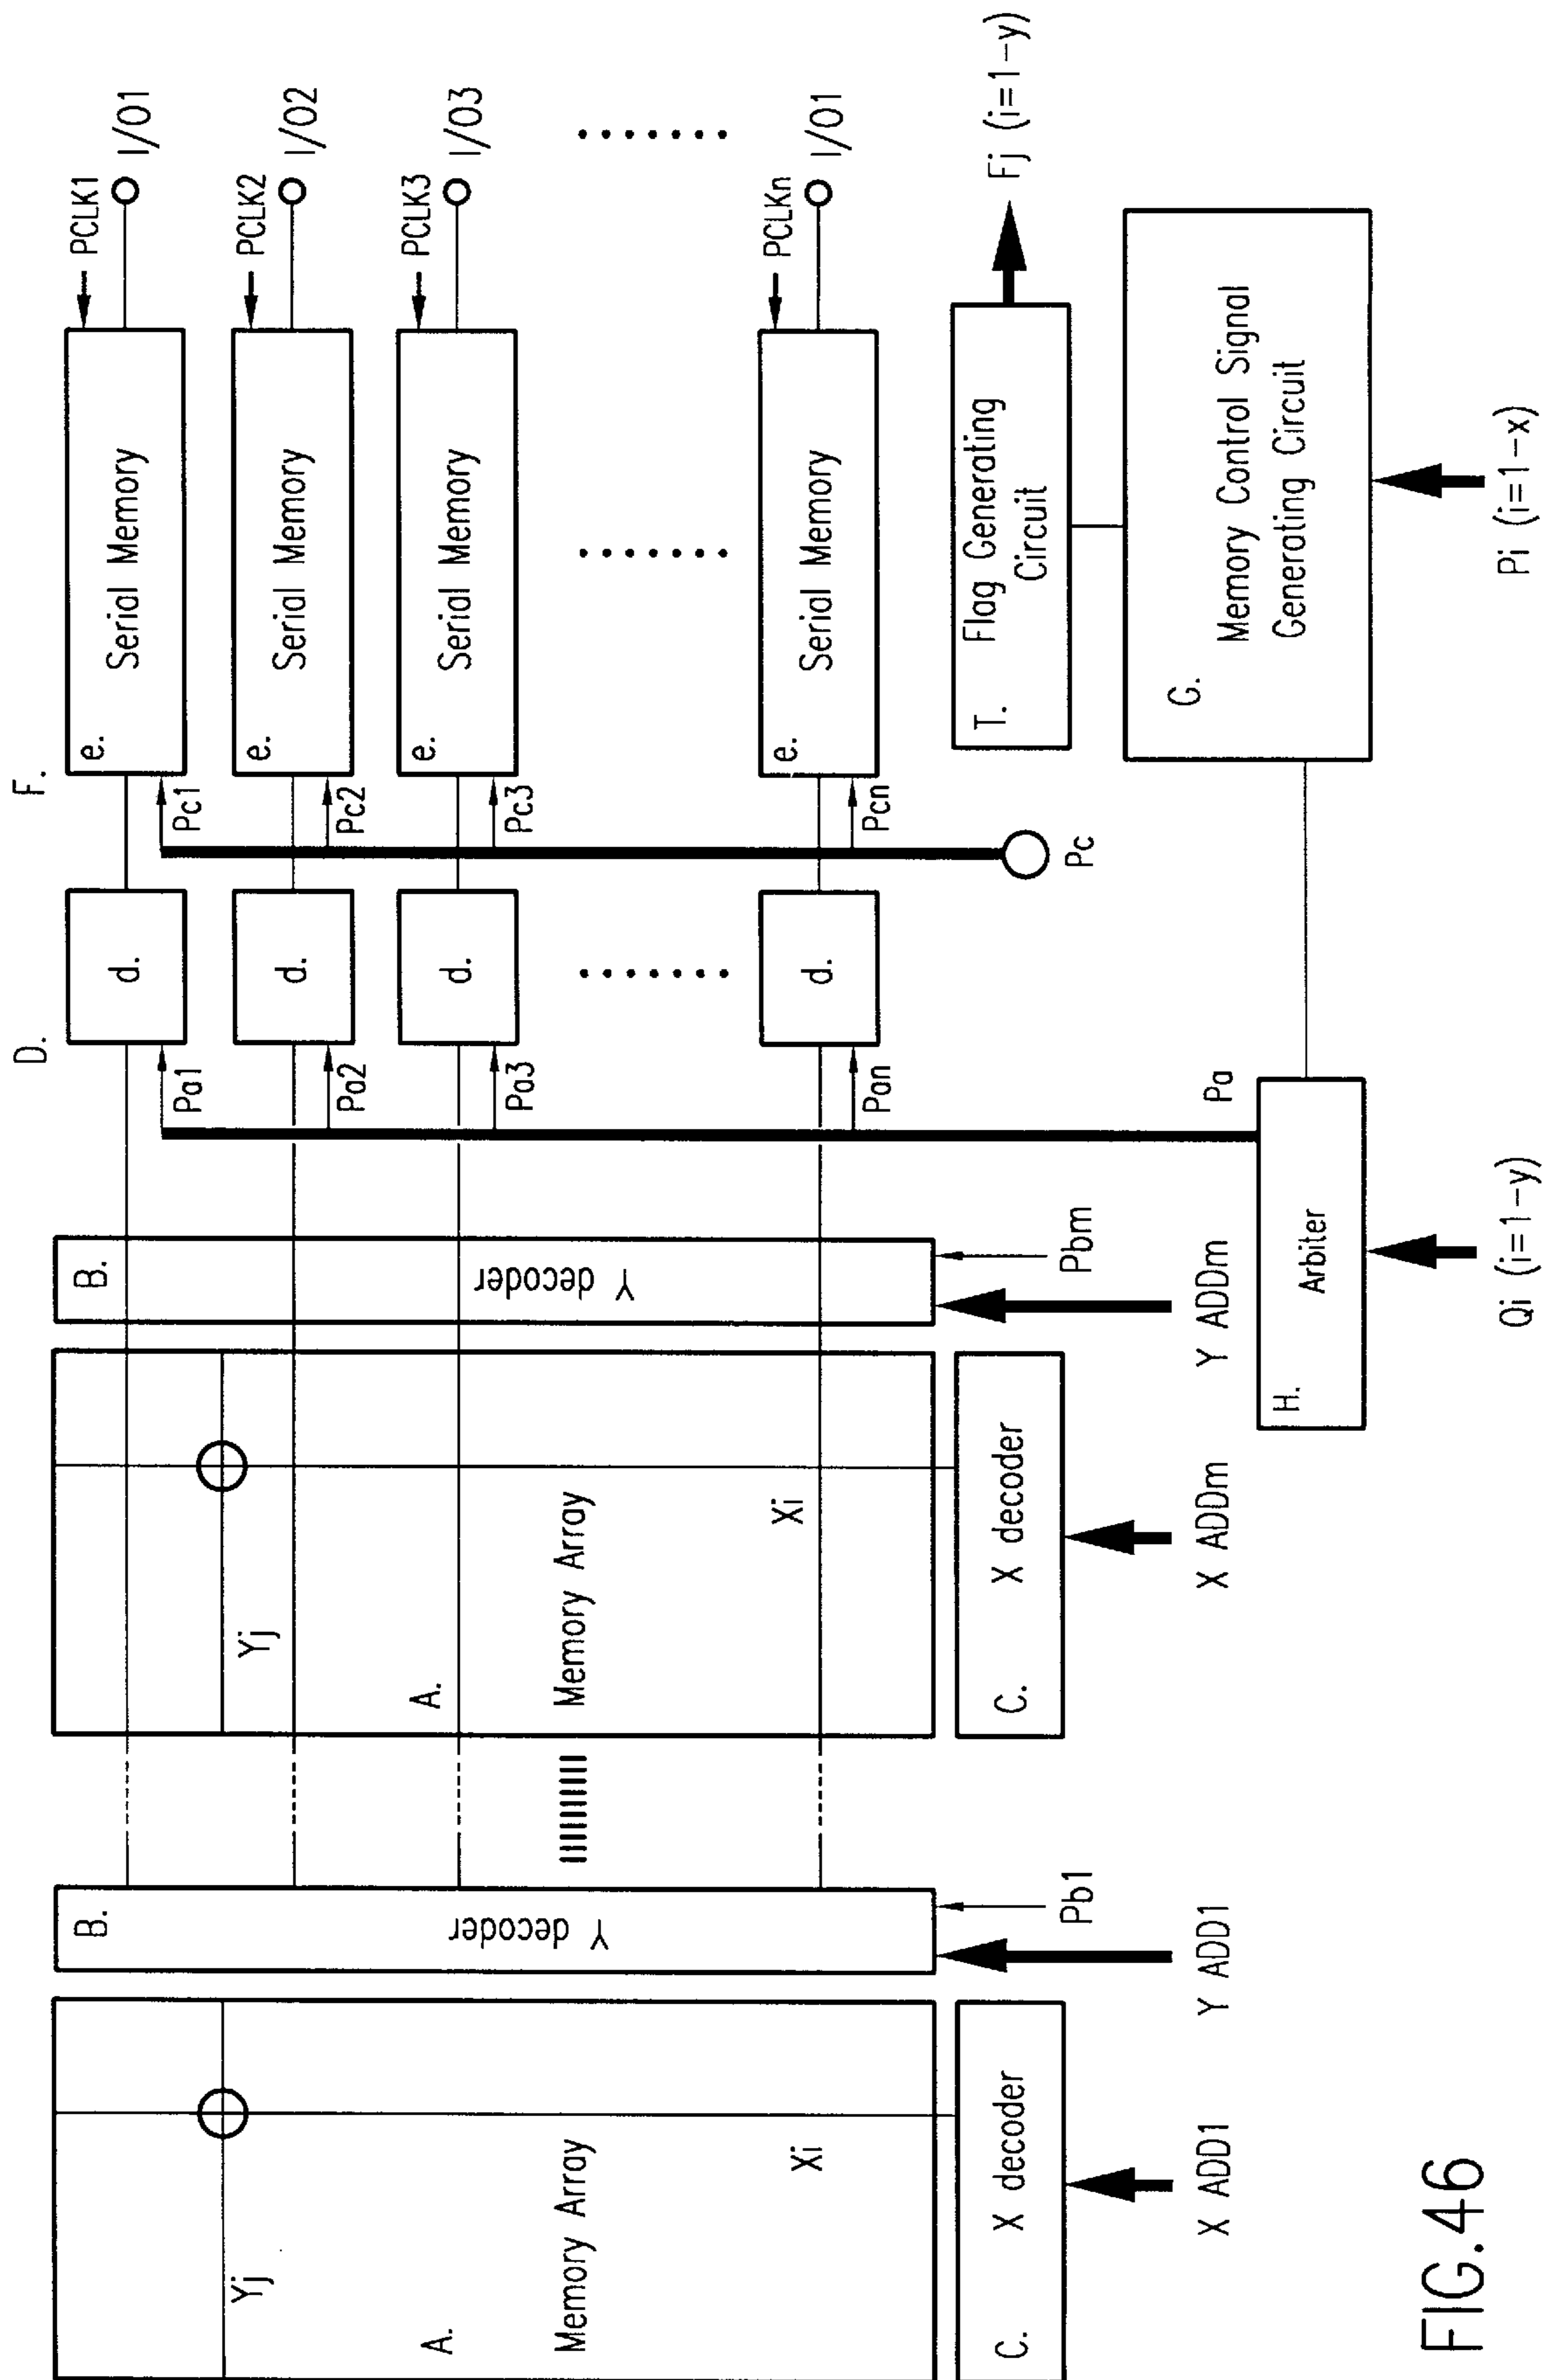 F.
D.
PCLK1
I/O1
e.
Serial Memory
Pc1
d.
Pa1
PCLK2
I/O2
e.
Serial Memory
Pc2
d.
Pa2
PCLK3
I/O3
e.
Serial Memory
Pc3
d.
Pa3
PCLKn
I/O1
e.
Serial Memory
Pcn
d.
Pan
Pc
B.
Y decoder
Pbm
Y ADDm
Yj
A.
Memory Array
Xi
C.
X decoder
X ADDm
B.
Y decoder
Pb1
Y ADD1
Yj
A.
Memory Array
Xi
C.
X decoder
X ADD1
Pa
H.
Arbiter
Qi (i=1-y)
T.
Flag Generating
Circuit
Fj (i=1-y)
G.
Memory Control Signal
Generating Circuit
Pi (i=1-x)
FIG.46